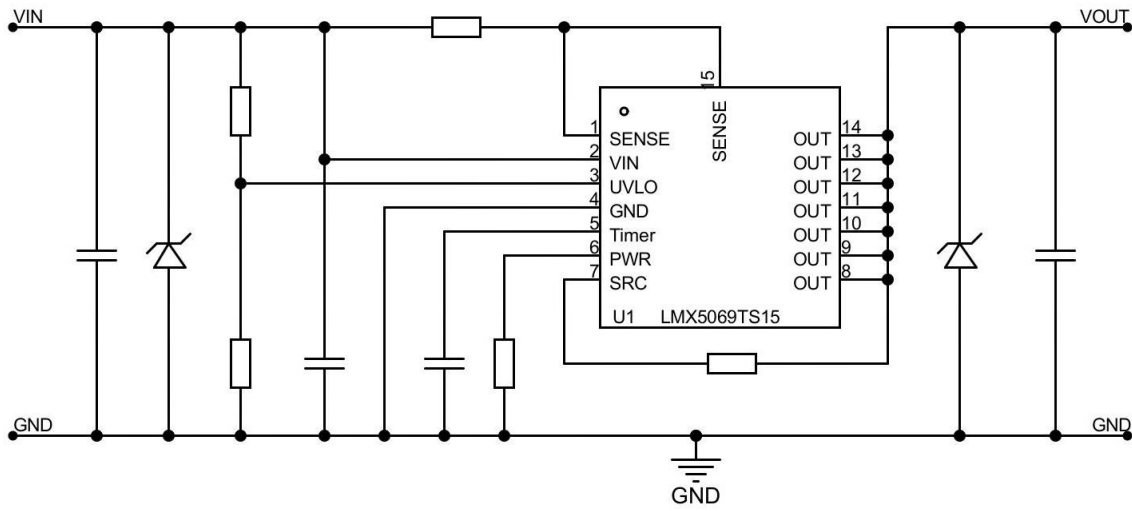 VIN
VOUT
15
SENSE
1
SENSE
2
VIN
3
UVLO
4
GND
5
Timer
6
PWR
7
SRC
OUT
14
OUT
13
OUT
12
OUT
11
OUT
10
OUT
9
OUT
8
U1 LMX5069TS15
GND
GND
GND